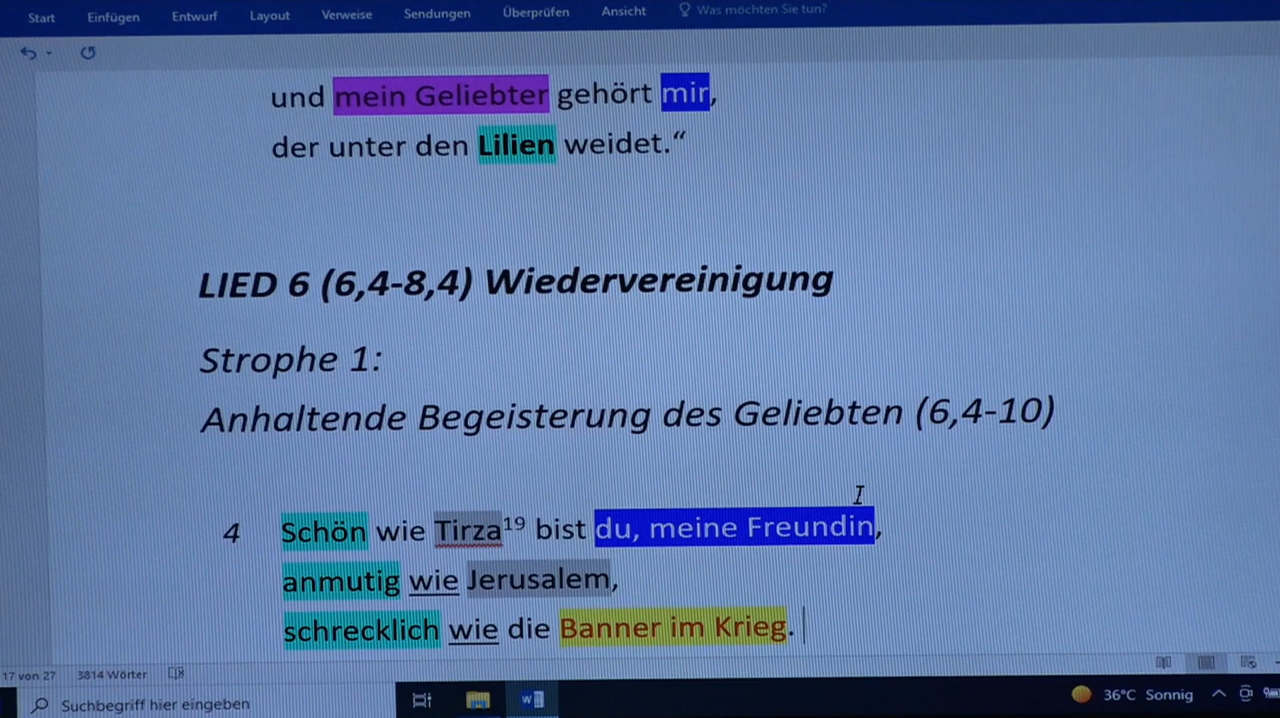 Start Einfügen Entwurf Layout Verweise Sendungen Überprüfen Ansicht Was möchten Sie tun?
und mein Geliebter gehört mir,
der unter den Lilien weidet.“
LIED 6 (6,4-8,4) Wiedervereinigung
Strophe 1:
Anhaltende Begeisterung des Geliebten (6,4-10)
4 Schön wie Tirza¹⁹ bist du, meine Freundin,
anmutig wie Jerusalem,
schrecklich wie die Banner im Krieg.
17 von 27 3814 Wörter
Suchbegriff hier eingeben 36°C Sonnig